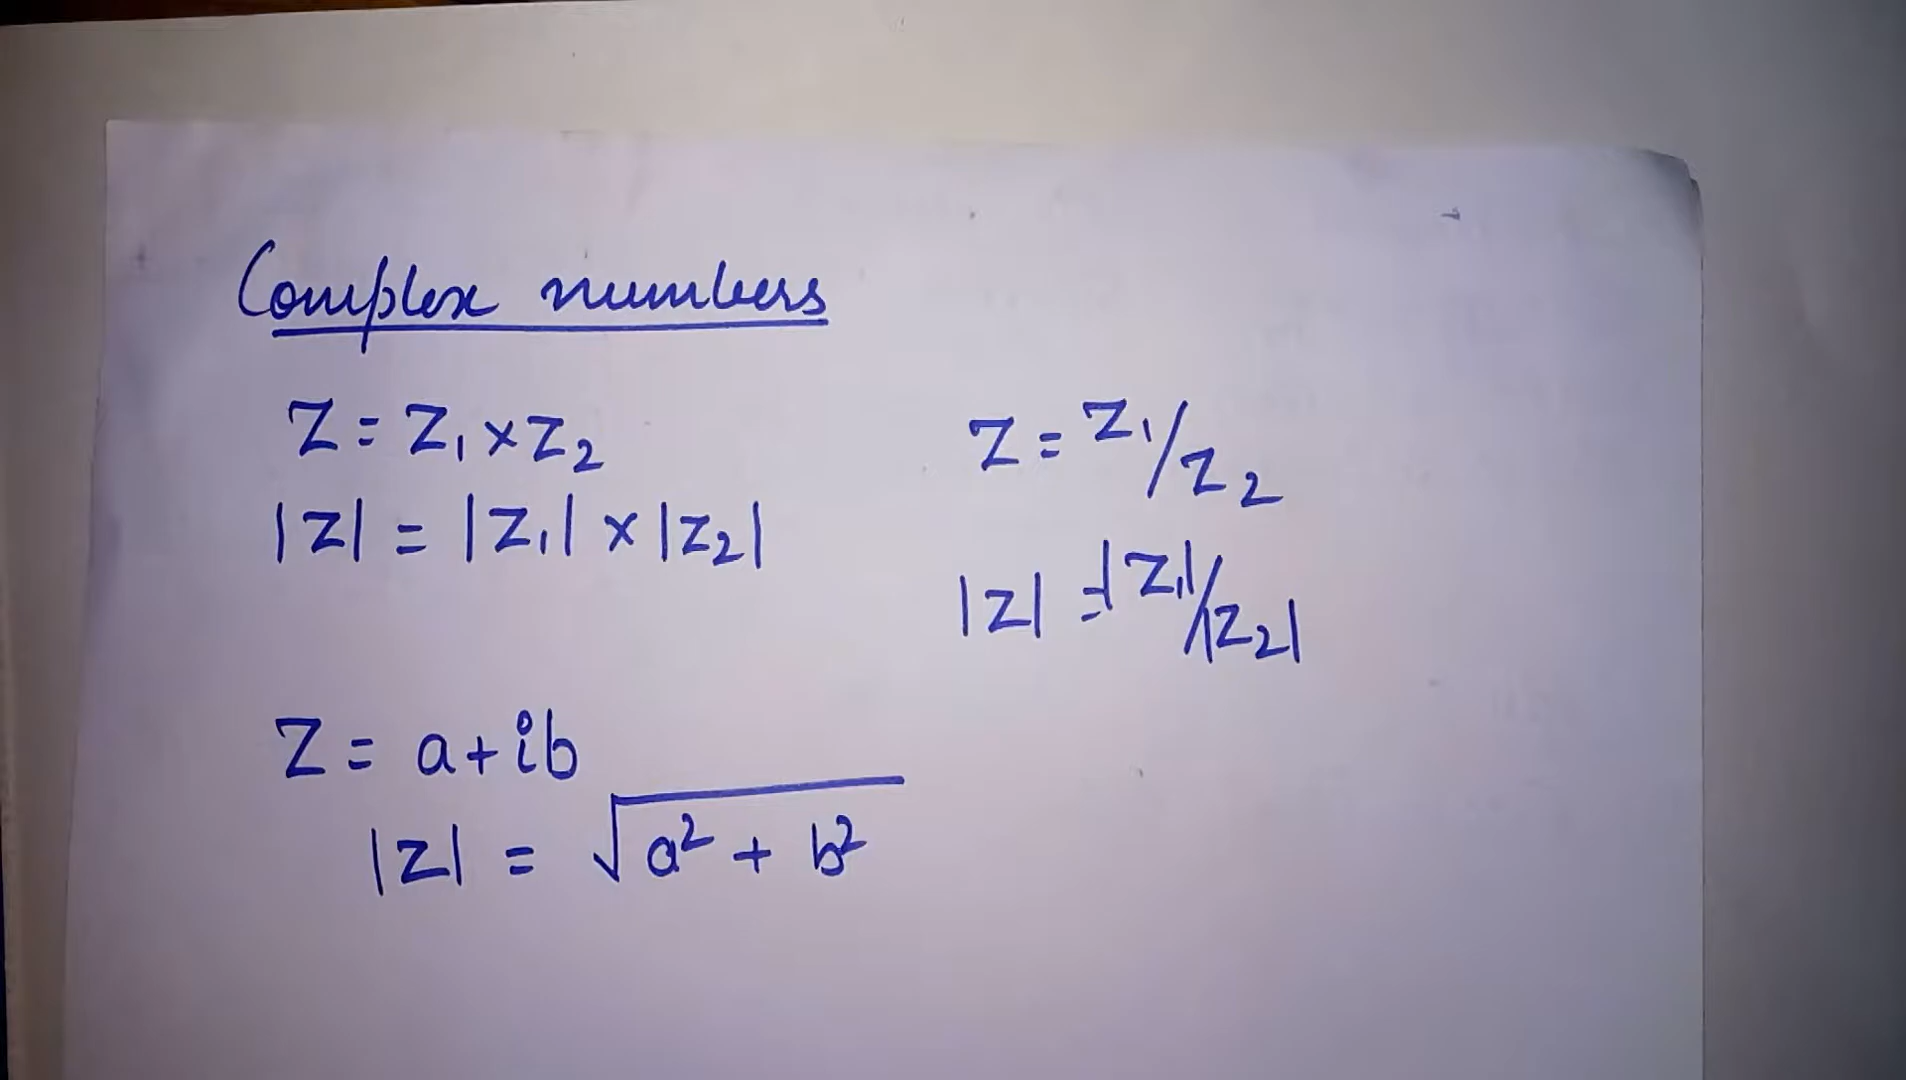 Complex numbers
Z = Z₁ × Z₂
|Z| = |Z₁| × |Z₂|
Z = Z₁/Z₂
|Z| = |Z₁|/|Z₂|
Z = a + ib
|Z| = √(a² + b²)